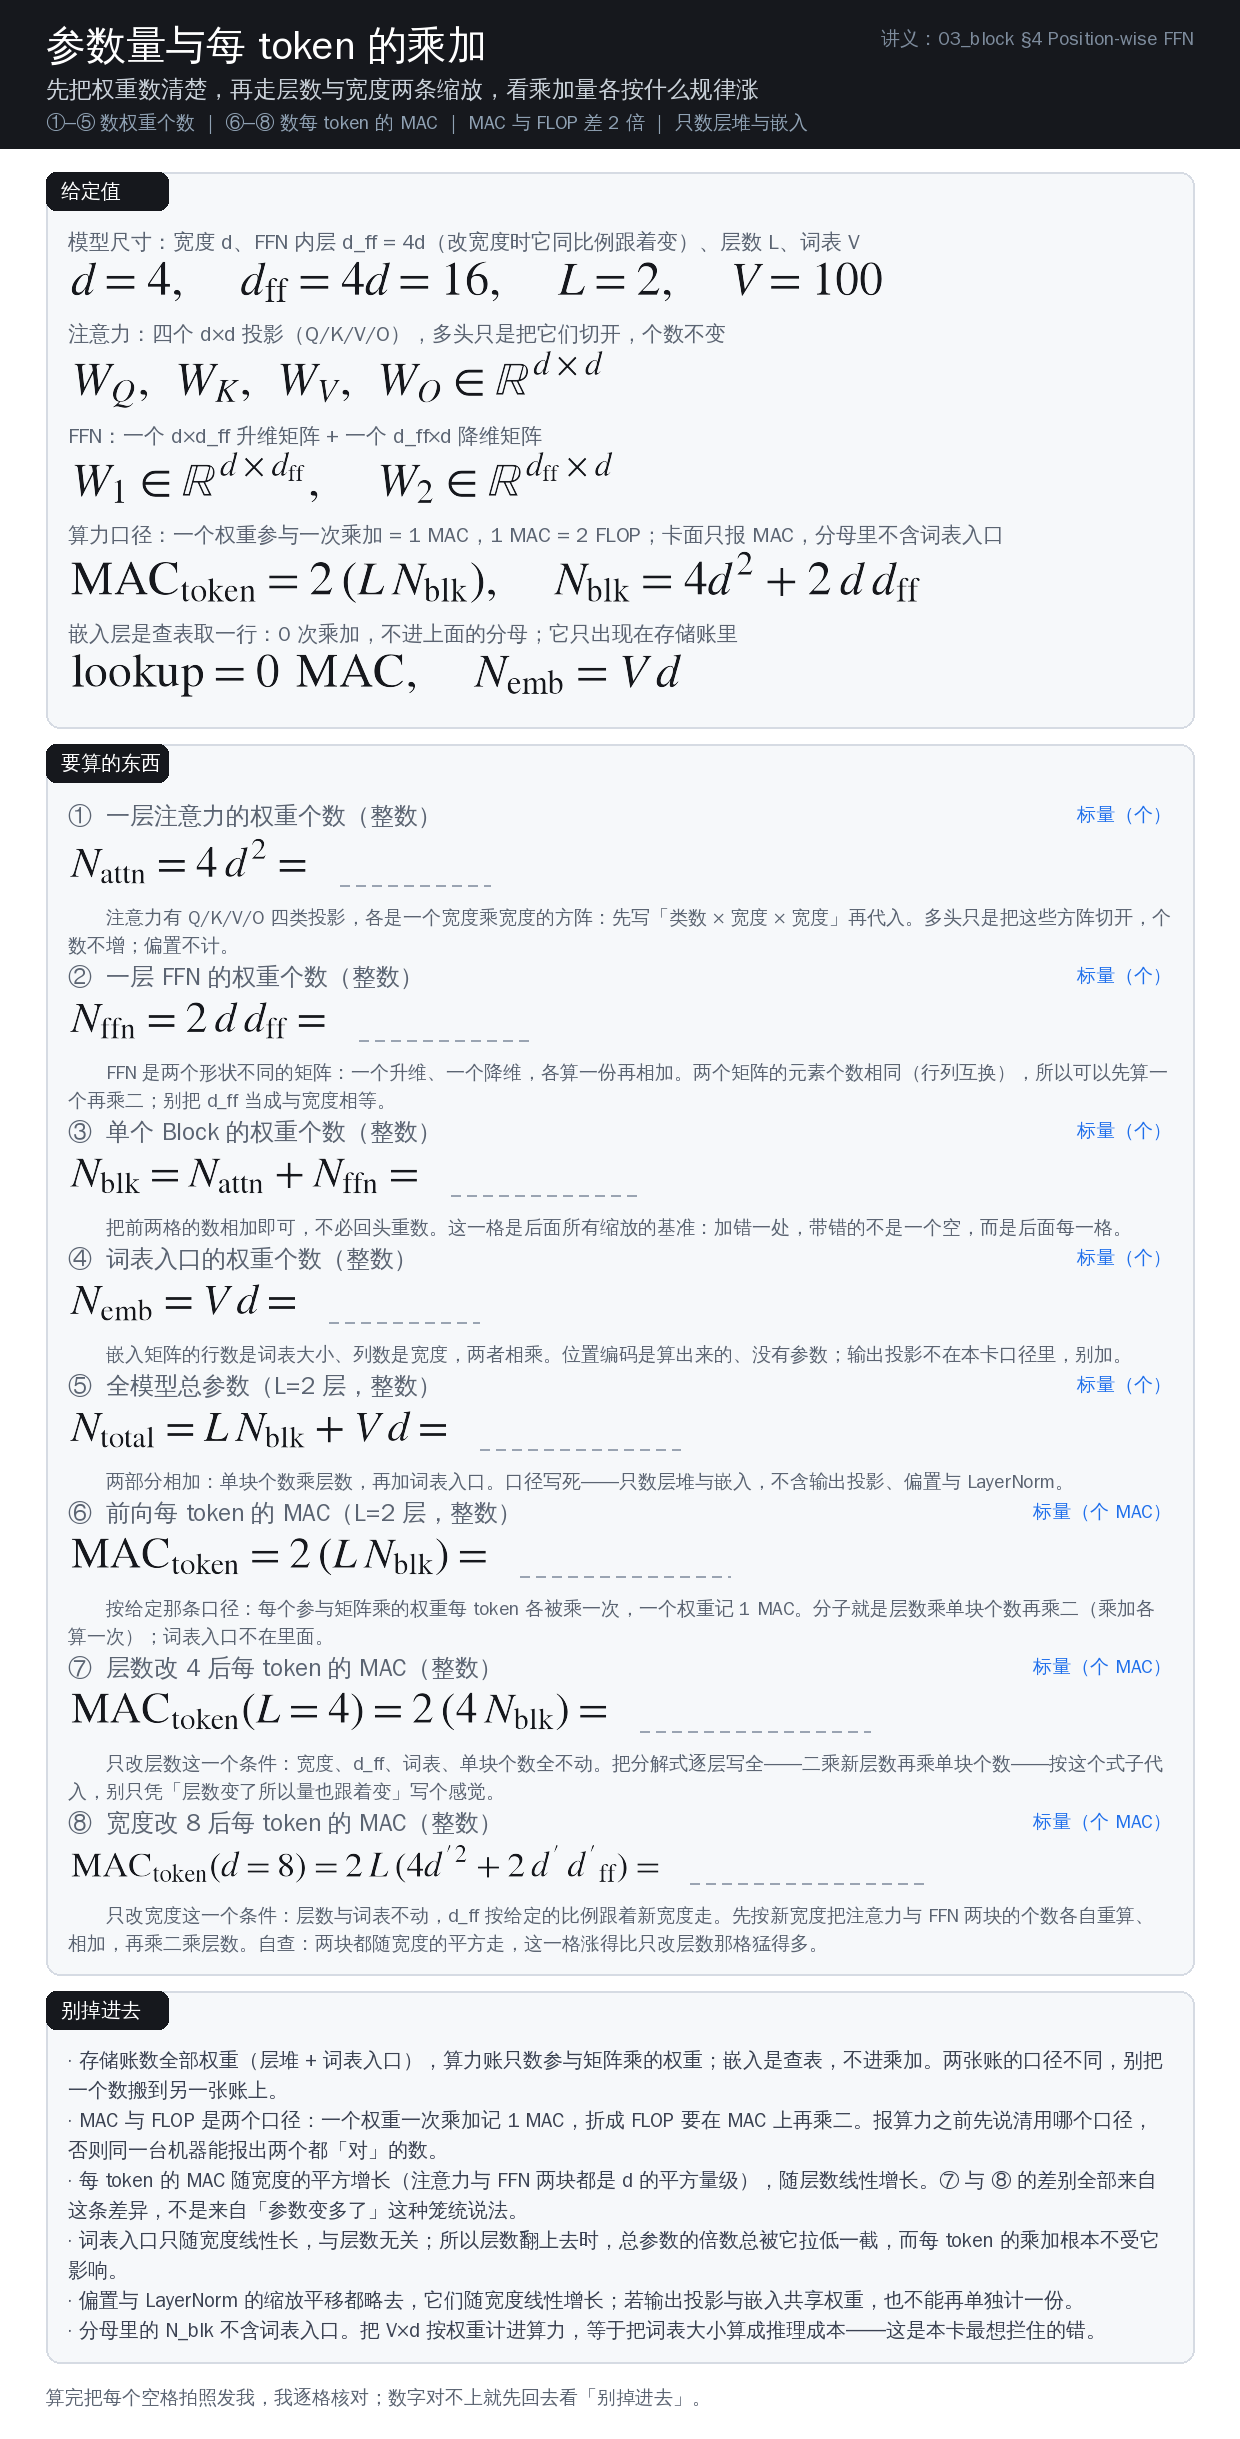 参数量与每 token 的乘加
讲义：03_block §4 Position-wise FFN
先把权重数清楚，再走层数与宽度两条缩放，看乘加量各按什么规律涨
①–⑤ 数权重个数 ｜ ⑥–⑧ 数每 token 的 MAC ｜ MAC 与 FLOP 差 2 倍 ｜ 只数层堆与嵌入
给定值
模型尺寸：宽度 d、FFN 内层 d_ff = 4d（改宽度时它同比例跟着变）、层数 L、词表 V
d = 4, d_ff = 4d = 16, L = 2, V = 100
注意力：四个 d×d 投影（Q/K/V/O），多头只是把它们切开，个数不变
W_Q, W_K, W_V, W_O ∈ ℝ^{d × d}
FFN：一个 d×d_ff 升维矩阵 + 一个 d_ff×d 降维矩阵
W_1 ∈ ℝ^{d × d_ff}, W_2 ∈ ℝ^{d_ff × d}
算力口径：一个权重参与一次乘加 = 1 MAC，1 MAC = 2 FLOP；卡面只报 MAC，分母里不含词表入口
MAC_token = 2 (L N_blk), N_blk = 4d^2 + 2 d d_ff
嵌入层是查表取一行：0 次乘加，不进上面的分母；它只出现在存储账里
lookup = 0 MAC, N_emb = V d
要算的东西
① 一层注意力的权重个数（整数） 标量（个）
N_attn = 4 d^2 =
注意力有 Q/K/V/O 四类投影，各是一个宽度乘宽度的方阵：先写「类数 × 宽度 × 宽度」再代入。多头只是把这些方阵切开，个
数不增；偏置不计。
② 一层 FFN 的权重个数（整数） 标量（个）
N_ffn = 2 d d_ff =
FFN 是两个形状不同的矩阵：一个升维、一个降维，各算一份再相加。两个矩阵的元素个数相同（行列互换），所以可以先算一
个再乘二；别把 d_ff 当成与宽度相等。
③ 单个 Block 的权重个数（整数） 标量（个）
N_blk = N_attn + N_ffn =
把前两格的数相加即可，不必回头重数。这一格是后面所有缩放的基准：加错一处，带错的不是一个空，而是后面每一格。
④ 词表入口的权重个数（整数） 标量（个）
N_emb = V d =
嵌入矩阵的行数是词表大小、列数是宽度，两者相乘。位置编码是算出来的、没有参数；输出投影不在本卡口径里，别加。
⑤ 全模型总参数（L=2 层，整数） 标量（个）
N_total = L N_blk + V d =
两部分相加：单块个数乘层数，再加词表入口。口径写死——只数层堆与嵌入，不含输出投影、偏置与 LayerNorm。
⑥ 前向每 token 的 MAC（L=2 层，整数） 标量（个 MAC）
MAC_token = 2 (L N_blk) =
按给定那条口径：每个参与矩阵乘的权重每 token 各被乘一次，一个权重记 1 MAC。分子就是层数乘单块个数再乘二（乘加各
算一次）；词表入口不在里面。
⑦ 层数改 4 后每 token 的 MAC（整数） 标量（个 MAC）
MAC_token(L = 4) = 2 (4 N_blk) =
只改层数这一个条件：宽度、d_ff、词表、单块个数全不动。把分解式逐层写全——二乘新层数再乘单块个数——按这个式子代
入，别只凭「层数变了所以量也跟着变」写个感觉。
⑧ 宽度改 8 后每 token 的 MAC（整数） 标量（个 MAC）
MAC_token(d = 8) = 2 L (4d′^2 + 2 d′ d′_ff) =
只改宽度这一个条件：层数与词表不动，d_ff 按给定的比例跟着新宽度走。先按新宽度把注意力与 FFN 两块的个数各自重算、
相加，再乘二乘层数。自查：两块都随宽度的平方走，这一格涨得比只改层数那格猛得多。
别掉进去
· 存储账数全部权重（层堆 + 词表入口），算力账只数参与矩阵乘的权重；嵌入是查表，不进乘加。两张账的口径不同，别把
一个数搬到另一张账上。
· MAC 与 FLOP 是两个口径：一个权重一次乘加记 1 MAC，折成 FLOP 要在 MAC 上再乘二。报算力之前先说清用哪个口径，
否则同一台机器能报出两个都「对」的数。
· 每 token 的 MAC 随宽度的平方增长（注意力与 FFN 两块都是 d 的平方量级），随层数线性增长。⑦ 与 ⑧ 的差别全部来自
这条差异，不是来自「参数变多了」这种笼统说法。
· 词表入口只随宽度线性长，与层数无关；所以层数翻上去时，总参数的倍数总被它拉低一截，而每 token 的乘加根本不受它
影响。
· 偏置与 LayerNorm 的缩放平移都略去，它们随宽度线性增长；若输出投影与嵌入共享权重，也不能再单独计一份。
· 分母里的 N_blk 不含词表入口。把 V×d 按权重计进算力，等于把词表大小算成推理成本——这是本卡最想拦住的错。
算完把每个空格拍照发我，我逐格核对；数字对不上就先回去看「别掉进去」。